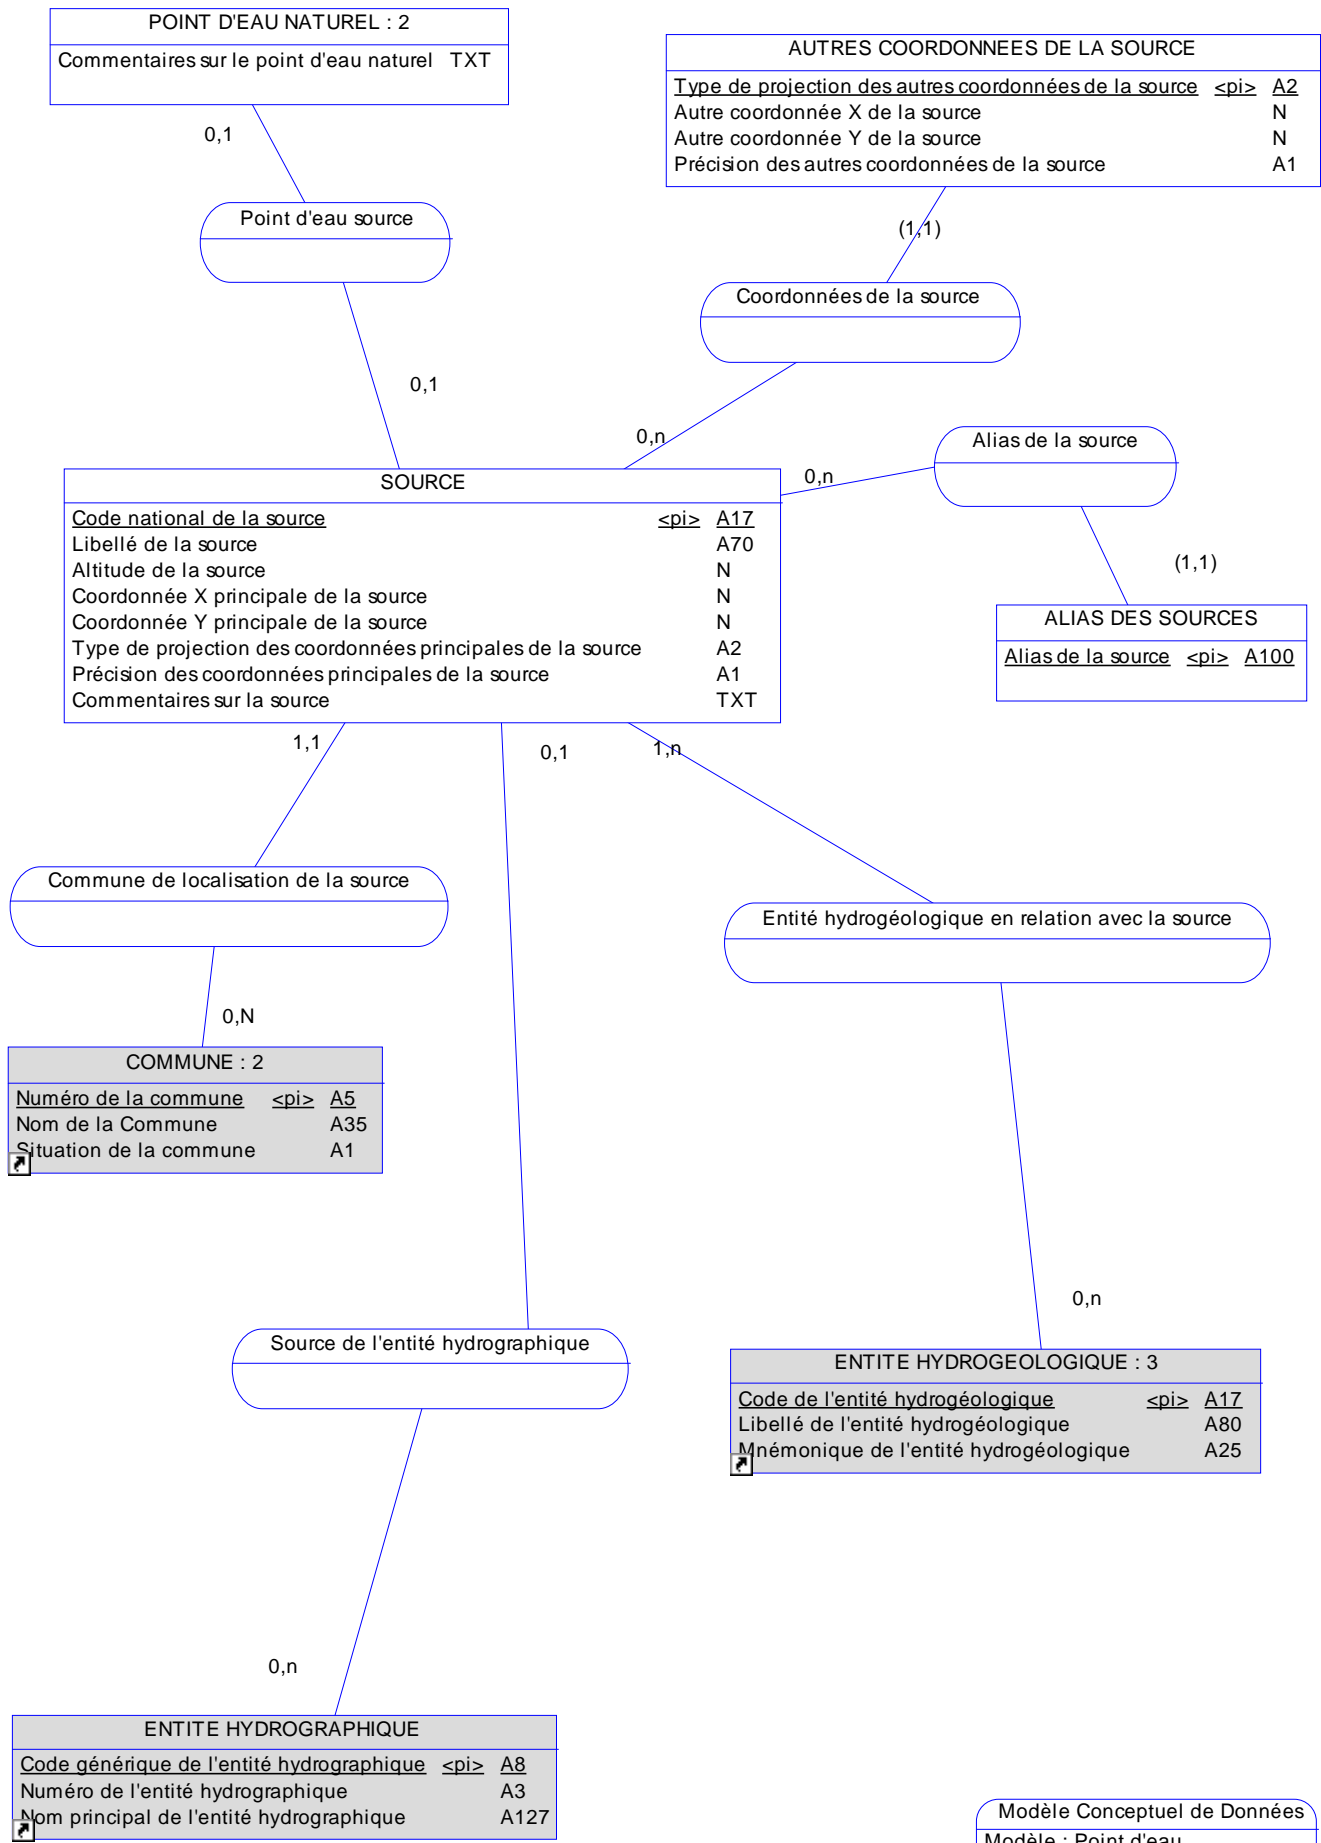 POINT D'EAU NATUREL : 2
Commentaires sur le point d'eau naturel TXT
0,1
Point d'eau source
0,1
AUTRES COORDONNEES DE LA SOURCE
Type de projection des autres coordonnées de la source <pi> A2
Autre coordonnée X de la source N
Autre coordonnée Y de la source N
Précision des autres coordonnées de la source A1
(1,1)
Coordonnées de la source
0,n
Alias de la source
0,n
(1,1)
ALIAS DES SOURCES
Alias de la source <pi> A100
SOURCE
Code national de la source <pi> A17
Libellé de la source A70
Altitude de la source N
Coordonnée X principale de la source N
Coordonnée Y principale de la source N
Type de projection des coordonnées principales de la source A2
Précision des coordonnées principales de la source A1
Commentaires sur la source TXT
1,1
0,1
1,n
Commune de localisation de la source
0,N
COMMUNE : 2
Numéro de la commune <pi> A5
Nom de la Commune A35
Situation de la commune A1
Entité hydrogéologique en relation avec la source
0,n
ENTITE HYDROGEOLOGIQUE : 3
Code de l'entité hydrogéologique <pi> A17
Libellé de l'entité hydrogéologique A80
Mnémonique de l'entité hydrogéologique A25
Source de l'entité hydrographique
0,n
ENTITE HYDROGRAPHIQUE
Code générique de l'entité hydrographique <pi> A8
Numéro de l'entité hydrographique A3
Nom principal de l'entité hydrographique A127
Modèle Conceptuel de Données
Modèle : Point d'eau